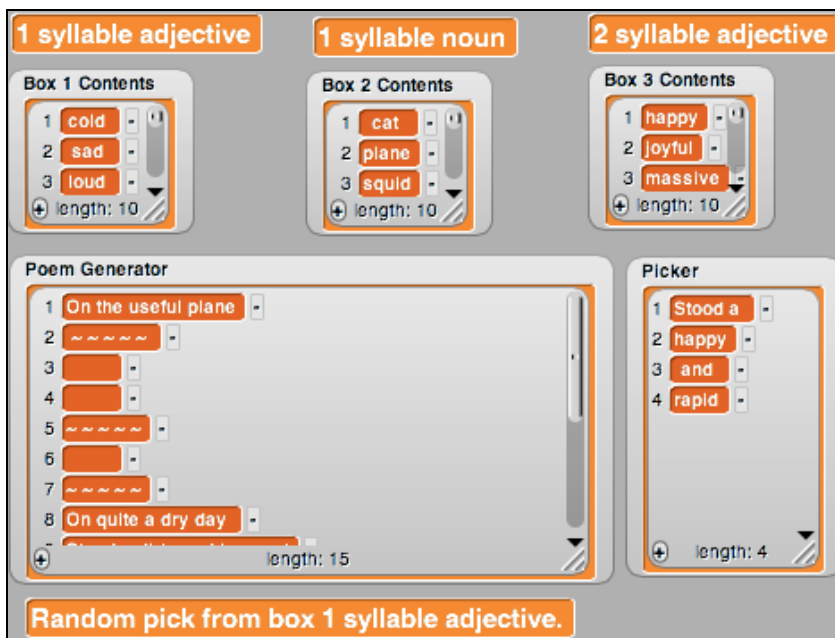 1 syllable adjective
1 syllable noun
2 syllable adjective
Box 1 Contents
1 cold -
2 sad -
3 loud -
+ length: 10
Box 2 Contents
1 cat -
2 plane -
3 squid -
+ length: 10
Box 3 Contents
1 happy -
2 joyful -
3 massive -
+ length: 10
Poem Generator
1 On the useful plane -
2 ~~~~~ -
3 -
4 -
5 ~~~~~ -
6 -
7 ~~~~~ -
8 On quite a dry day -
+ length: 15
Picker
1 Stood a -
2 happy -
3 and -
4 rapid -
+ length: 4
Random pick from box 1 syllable adjective.